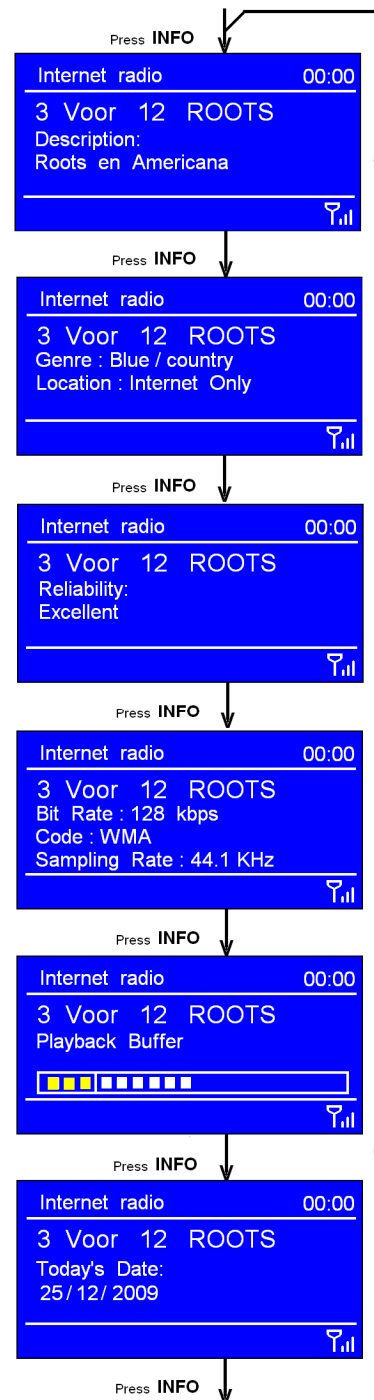 Press INFO
Internet radio 00:00
3 Voor 12 ROOTS
Description:
Roots en Americana
Press INFO
Internet radio 00:00
3 Voor 12 ROOTS
Genre : Blue / country
Location : Internet Only
Press INFO
Internet radio 00:00
3 Voor 12 ROOTS
Reliability:
Excellent
Press INFO
Internet radio 00:00
3 Voor 12 ROOTS
Bit Rate : 128 kbps
Code : WMA
Sampling Rate : 44.1 KHz
Press INFO
Internet radio 00:00
3 Voor 12 ROOTS
Playback Buffer
Press INFO
Internet radio 00:00
3 Voor 12 ROOTS
Today's Date:
25/12/2009
Press INFO